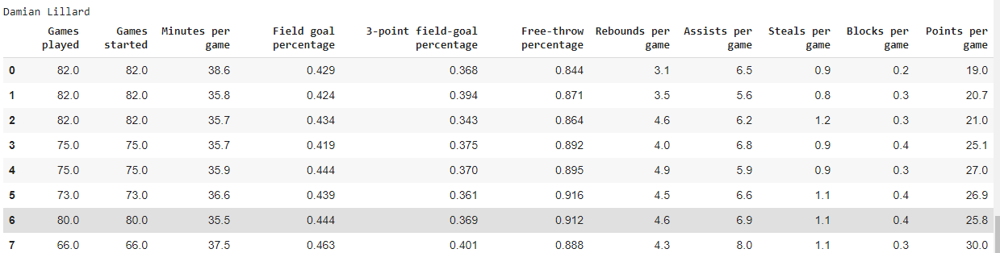 Damian Lillard
Games played Games started Minutes per game Field goal percentage 3-point field-goal percentage Free-throw percentage Rebounds per game Assists per game Steals per game Blocks per game Points per game
0 82.0 82.0 38.6 0.429 0.368 0.844 3.1 6.5 0.9 0.2 19.0
1 82.0 82.0 35.8 0.424 0.394 0.871 3.5 5.6 0.8 0.3 20.7
2 82.0 82.0 35.7 0.434 0.343 0.864 4.6 6.2 1.2 0.3 21.0
3 75.0 75.0 35.7 0.419 0.375 0.892 4.0 6.8 0.9 0.4 25.1
4 75.0 75.0 35.9 0.444 0.370 0.895 4.9 5.9 0.9 0.3 27.0
5 73.0 73.0 36.6 0.439 0.361 0.916 4.5 6.6 1.1 0.4 26.9
6 80.0 80.0 35.5 0.444 0.369 0.912 4.6 6.9 1.1 0.4 25.8
7 66.0 66.0 37.5 0.463 0.401 0.888 4.3 8.0 1.1 0.3 30.0